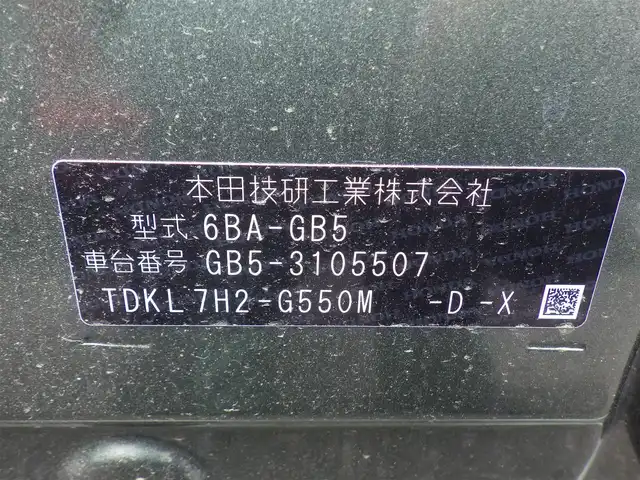 本田技研工業株式会社
型式 6BA-GB5
車台番号 GB5-3105507
TDKL7H2-G550M -D -X